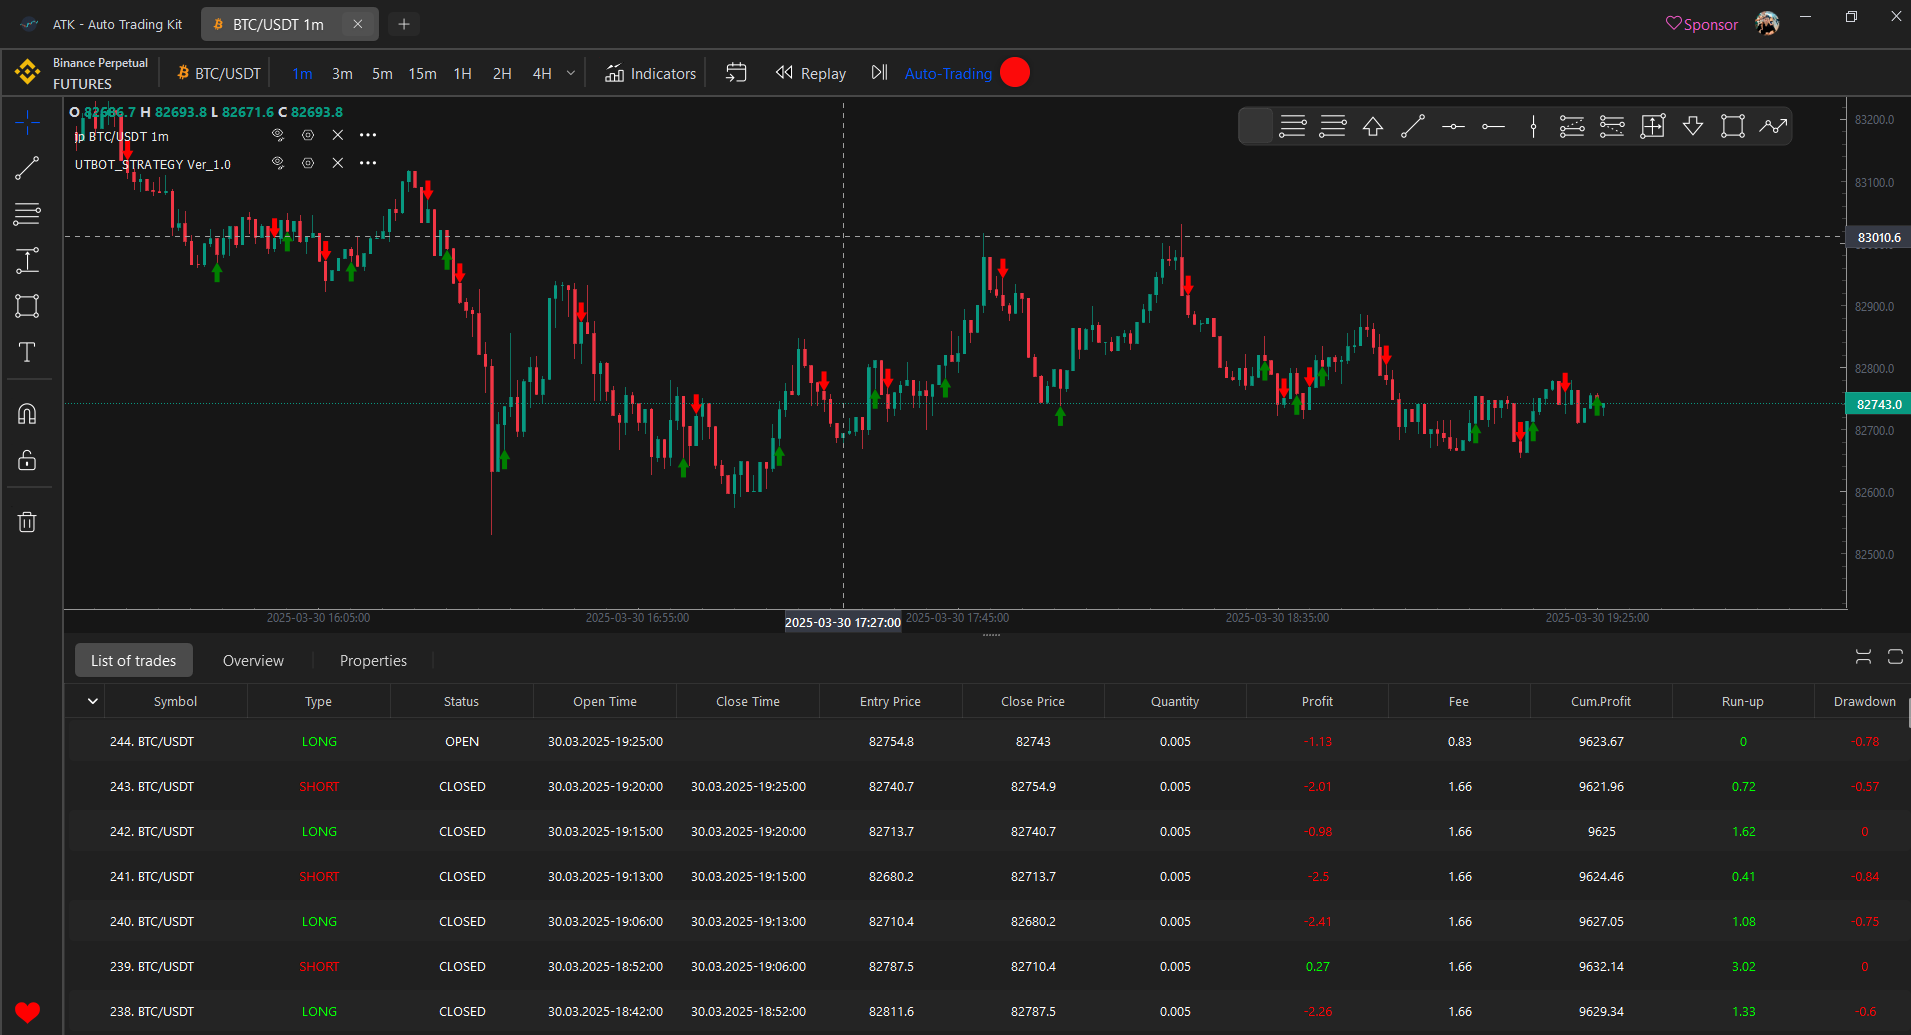 ATK - Auto Trading Kit
BTC/USDT 1m
Sponsor
Binance Perpetual
FUTURES
BTC/USDT 1m 3m 5m 15m 1H 2H 4H Indicators Replay Auto-Trading
O 82686.7 H 82693.8 L 82671.6 C 82693.8
jp BTC/USDT 1m
UTBOT_STRATEGY Ver_1.0
83200.0
83100.0
83010.6
82900.0
82800.0
82743.0
82700.0
82600.0
82500.0
2025-03-30 16:05:00 2025-03-30 16:55:00 2025-03-30 17:27:00 2025-03-30 17:45:00 2025-03-30 18:35:00 2025-03-30 19:25:00
List of trades Overview Properties
Symbol Type Status Open Time Close Time Entry Price Close Price Quantity Profit Fee Cum.Profit Run-up Drawdown
244. BTC/USDT LONG OPEN 30.03.2025-19:25:00 82754.8 82743 0.005 -1.13 0.83 9623.67 0 -0.78
243. BTC/USDT SHORT CLOSED 30.03.2025-19:20:00 30.03.2025-19:25:00 82740.7 82754.9 0.005 -2.01 1.66 9621.96 0.72 -0.57
242. BTC/USDT LONG CLOSED 30.03.2025-19:15:00 30.03.2025-19:20:00 82713.7 82740.7 0.005 -0.98 1.66 9625 1.62 0
241. BTC/USDT SHORT CLOSED 30.03.2025-19:13:00 30.03.2025-19:15:00 82680.2 82713.7 0.005 -2.5 1.66 9624.46 0.41 -0.84
240. BTC/USDT LONG CLOSED 30.03.2025-19:06:00 30.03.2025-19:13:00 82710.4 82680.2 0.005 -2.41 1.66 9627.05 1.08 -0.75
239. BTC/USDT SHORT CLOSED 30.03.2025-18:52:00 30.03.2025-19:06:00 82787.5 82710.4 0.005 0.27 1.66 9632.14 3.02 0
238. BTC/USDT LONG CLOSED 30.03.2025-18:42:00 30.03.2025-18:52:00 82811.6 82787.5 0.005 -2.26 1.66 9629.34 1.33 -0.6